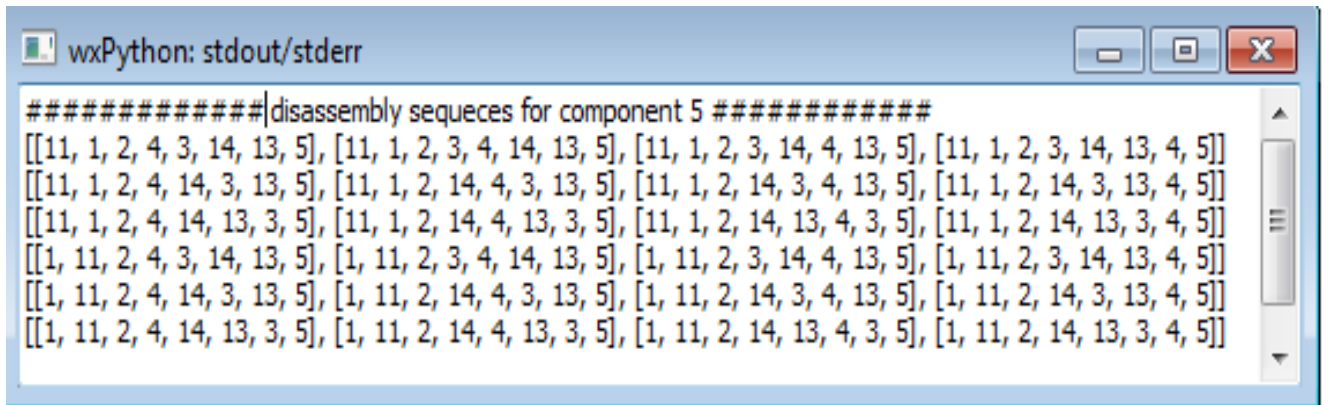 wxPython: stdout/stderr
#############disassembly sequeces for component 5 ############
[[11, 1, 2, 4, 3, 14, 13, 5], [11, 1, 2, 3, 4, 14, 13, 5], [11, 1, 2, 3, 14, 4, 13, 5], [11, 1, 2, 3, 14, 13, 4, 5]]
[[11, 1, 2, 4, 14, 3, 13, 5], [11, 1, 2, 14, 4, 3, 13, 5], [11, 1, 2, 14, 3, 4, 13, 5], [11, 1, 2, 14, 3, 13, 4, 5]]
[[11, 1, 2, 4, 14, 13, 3, 5], [11, 1, 2, 14, 4, 13, 3, 5], [11, 1, 2, 14, 13, 4, 3, 5], [11, 1, 2, 14, 13, 3, 4, 5]]
[[1, 11, 2, 4, 3, 14, 13, 5], [1, 11, 2, 3, 4, 14, 13, 5], [1, 11, 2, 3, 14, 4, 13, 5], [1, 11, 2, 3, 14, 13, 4, 5]]
[[1, 11, 2, 4, 14, 3, 13, 5], [1, 11, 2, 14, 4, 3, 13, 5], [1, 11, 2, 14, 3, 4, 13, 5], [1, 11, 2, 14, 3, 13, 4, 5]]
[[1, 11, 2, 4, 14, 13, 3, 5], [1, 11, 2, 14, 4, 13, 3, 5], [1, 11, 2, 14, 13, 4, 3, 5], [1, 11, 2, 14, 13, 3, 4, 5]]